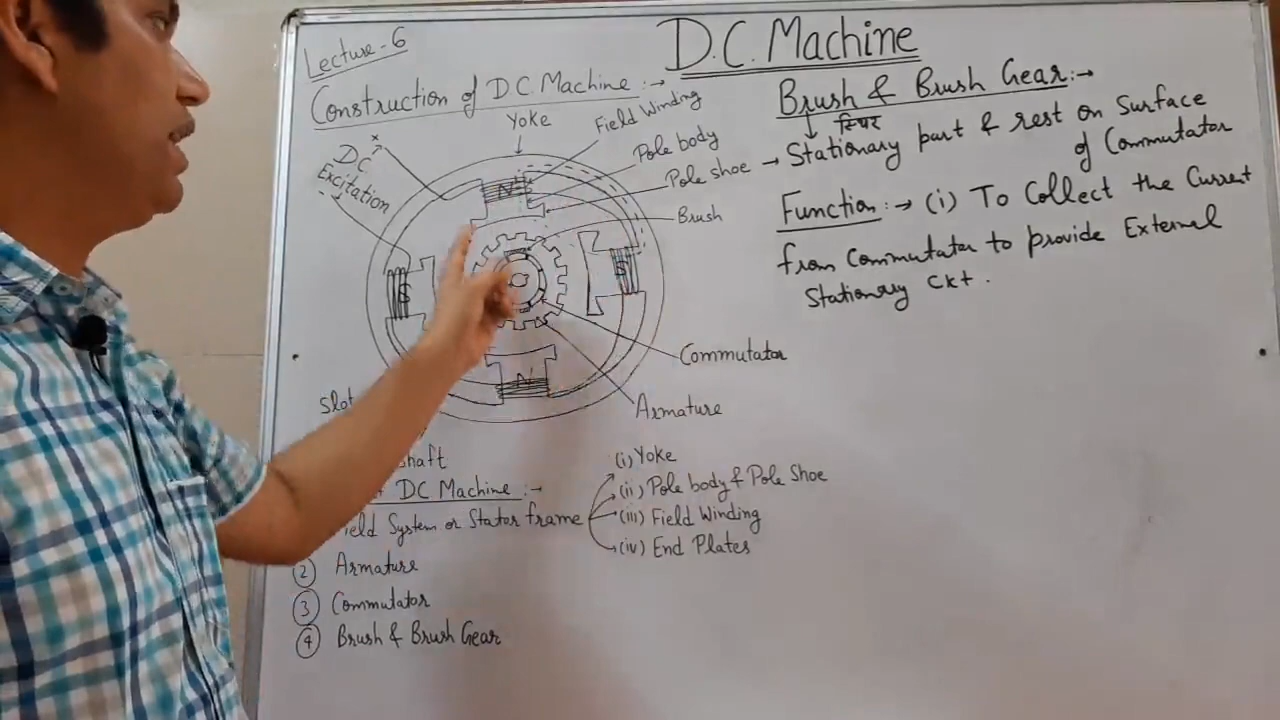 Lecture-6
D.C. Machine
Construction of DC Machine :→
Yoke
Field Winding
Pole body
Pole shoe
Brush
DC
Excitation
+
-
N
S
S
N
Commutator
Armature
Slot
shaft
DC Machine :-
ield System or Stator frame
(i) Yoke
(ii) Pole body & Pole Shoe
(iii) Field Winding
(iv) End Plates
② Armature
③ Commutator
④ Brush & Brush Gear
Brush & Brush Gear :→
स्थिर
→ Stationary part & rest on Surface
of Commutator
Function :→ (i) To Collect the Current
from Commutator to provide External
Stationary Ckt.